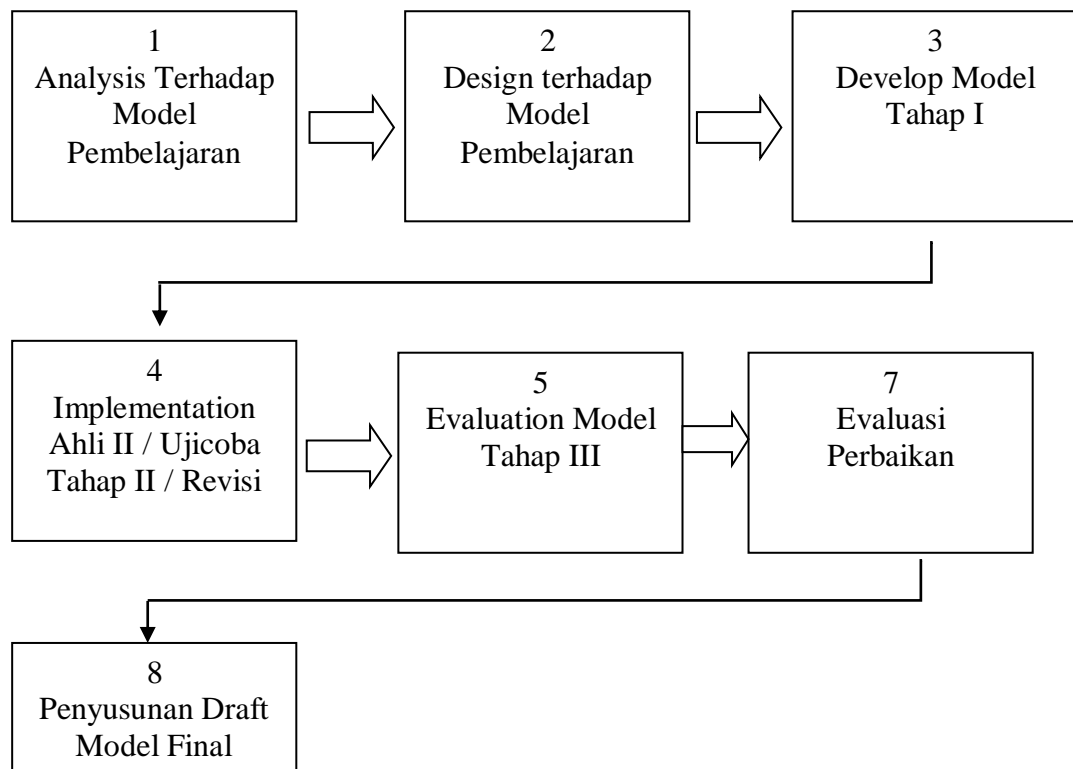 1
Analysis Terhadap
Model
Pembelajaran
2
Design terhadap
Model
Pembelajaran
3
Develop Model
Tahap I
4
Implementation
Ahli II / Ujicoba
Tahap II / Revisi
5
Evaluation Model
Tahap III
7
Evaluasi
Perbaikan
8
Penyusunan Draft
Model Final